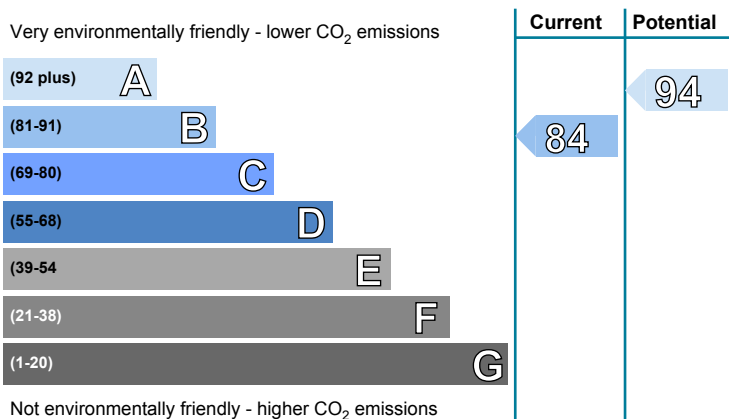 Current Potential
Very environmentally friendly - lower CO2 emissions
(92 plus) A
94
(81-91) B
84
(69-80) C
(55-68) D
(39-54 E
(21-38) F
(1-20) G
Not environmentally friendly - higher CO2 emissions